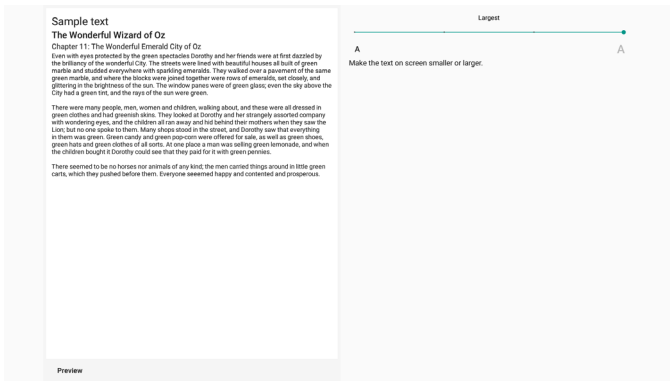 Sample text
The Wonderful Wizard of Oz
Chapter 11: The Wonderful Emerald City of Oz
Even with eyes protected by the green spectacles Dorothy and her friends were at first dazzled by
the brilliancy of the wonderful City. The streets were lined with beautiful houses all built of green
marble and studded everywhere with sparkling emeralds. They walked over a pavement of the same
green marble, and where the blocks were joined together were rows of emeralds, set closely, and
glittering in the brightness of the sun. The window panes were of green glass; even the sky above the
City had a green tint, and the rays of the sun were green.
There were many people, men, women and children, walking about, and these were all dressed in
green clothes and had greenish skins. They looked at Dorothy and her strangely assorted company
with wondering eyes, and the children all ran away and hid behind their mothers when they saw the
Lion; but no one spoke to them. Many shops stood in the street, and Dorothy saw that everything
in them was green. Green candy and green pop-corn were offered for sale, as well as green shoes,
green hats and green clothes of all sorts. At one place a man was selling green lemonade, and when
the children bought it Dorothy could see that they paid for it with green pennies.
There seemed to be no horses nor animals of any kind; the men carried things around in little green
carts, which they pushed before them. Everyone seeemed happy and contented and prosperous.
Preview
Largest
A A
Make the text on screen smaller or larger.